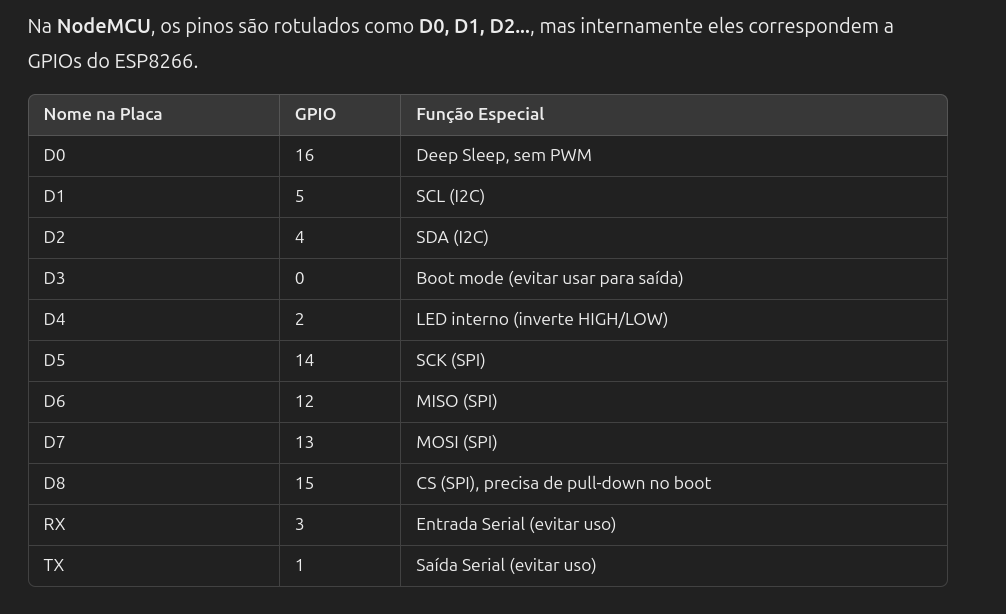 Na NodeMCU, os pinos são rotulados como D0, D1, D2..., mas internamente eles correspondem a
GPIOs do ESP8266.
Nome na Placa GPIO Função Especial
D0 16 Deep Sleep, sem PWM
D1 5 SCL (I2C)
D2 4 SDA (I2C)
D3 0 Boot mode (evitar usar para saída)
D4 2 LED interno (inverte HIGH/LOW)
D5 14 SCK (SPI)
D6 12 MISO (SPI)
D7 13 MOSI (SPI)
D8 15 CS (SPI), precisa de pull-down no boot
RX 3 Entrada Serial (evitar uso)
TX 1 Saída Serial (evitar uso)